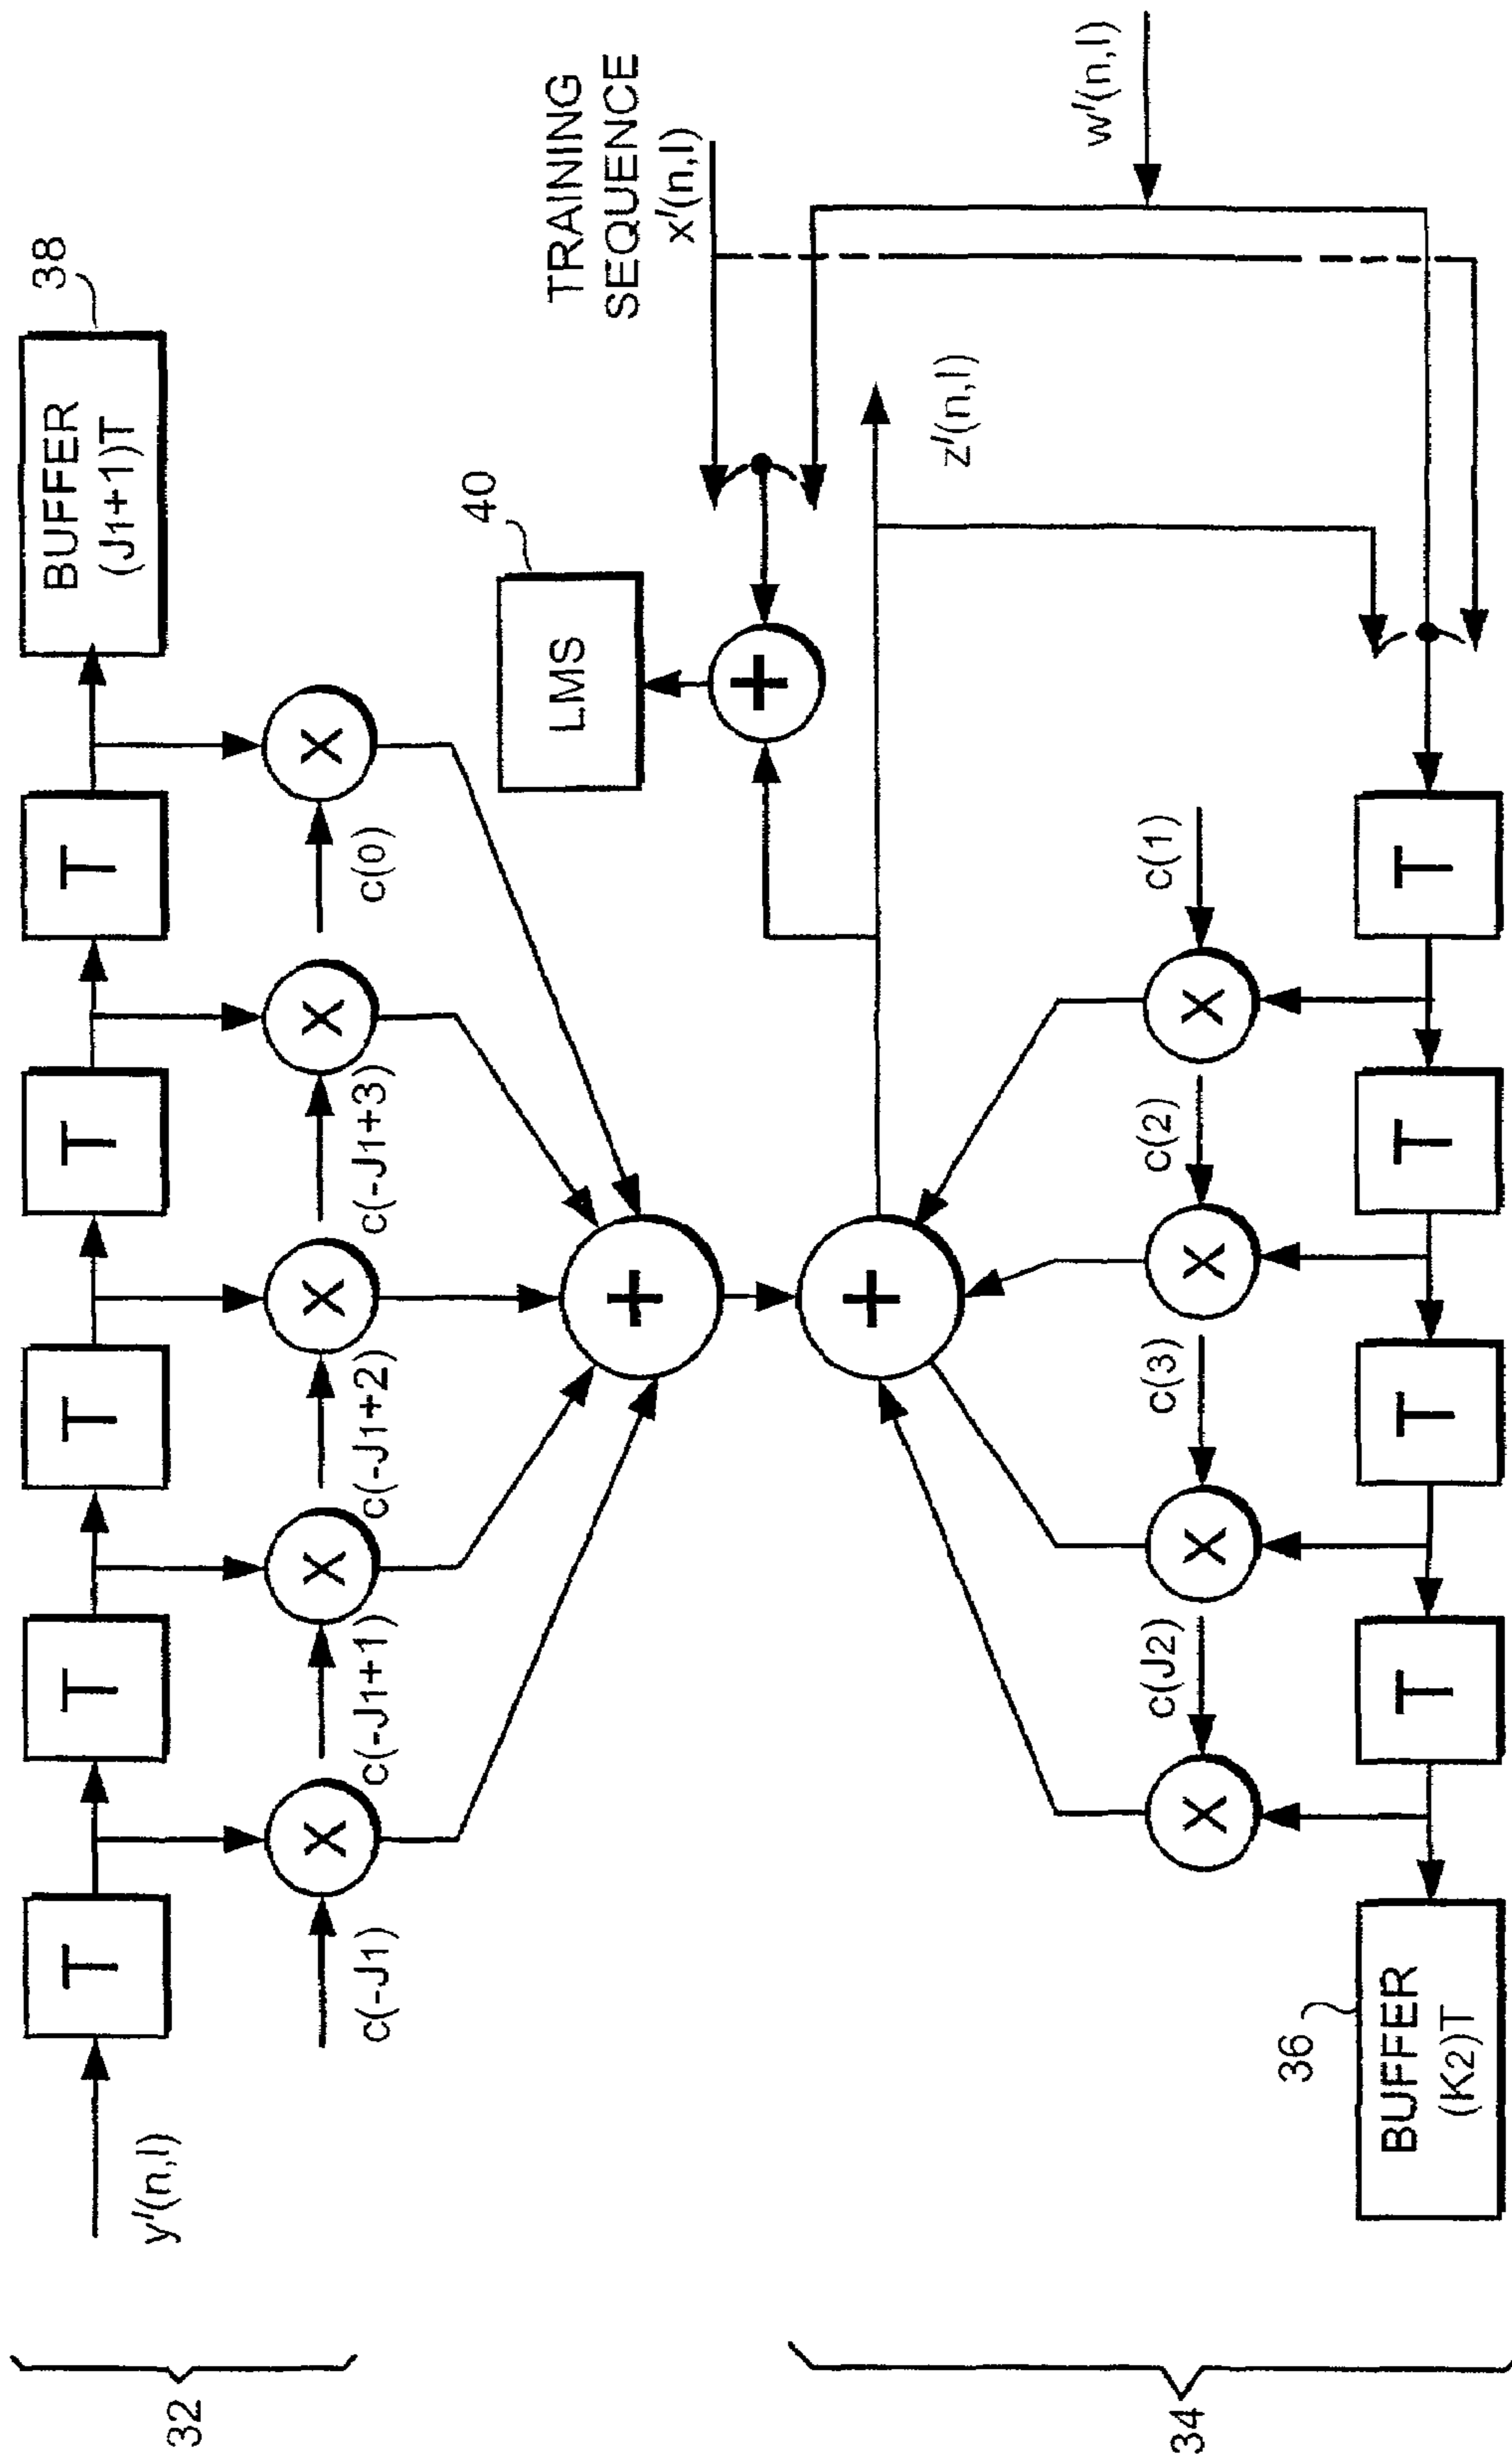 32
y'(n,l)
T
T
T
T
T
BUFFER
(J1+1)T
38
c(-J1)
X
c(-J1+1)
X
c(-J1+2)
X
c(-J1+3)
X
c(0)
X
+
LMS
40
+
TRAINING
SEQUENCE
x'(n,l)
z'(n,l)
w'(n,l)
34
+
X
c(J2)
X
c(3)
X
c(2)
X
c(1)
36
BUFFER
(K2)T
T
T
T
T